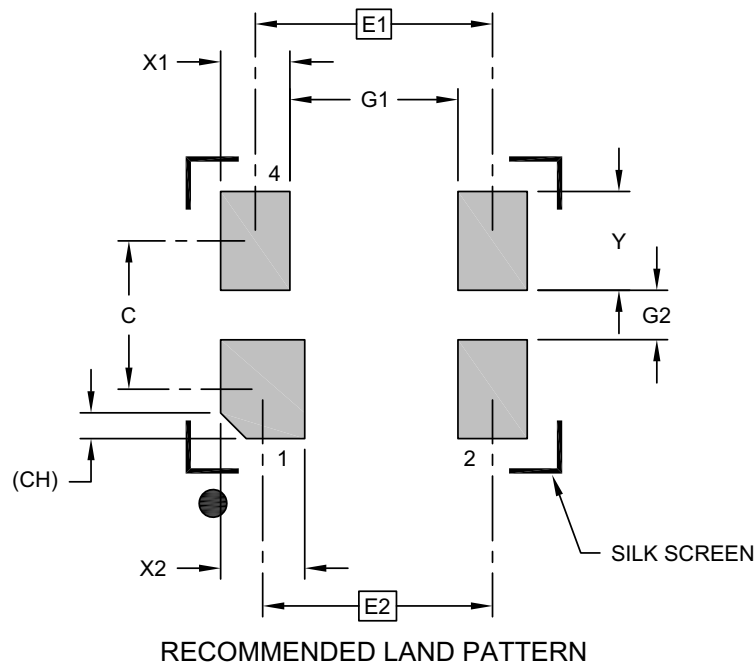 E1
X1
G1
4
Y
C
G2
(CH)
1
2
SILK SCREEN
X2
E2
RECOMMENDED LAND PATTERN